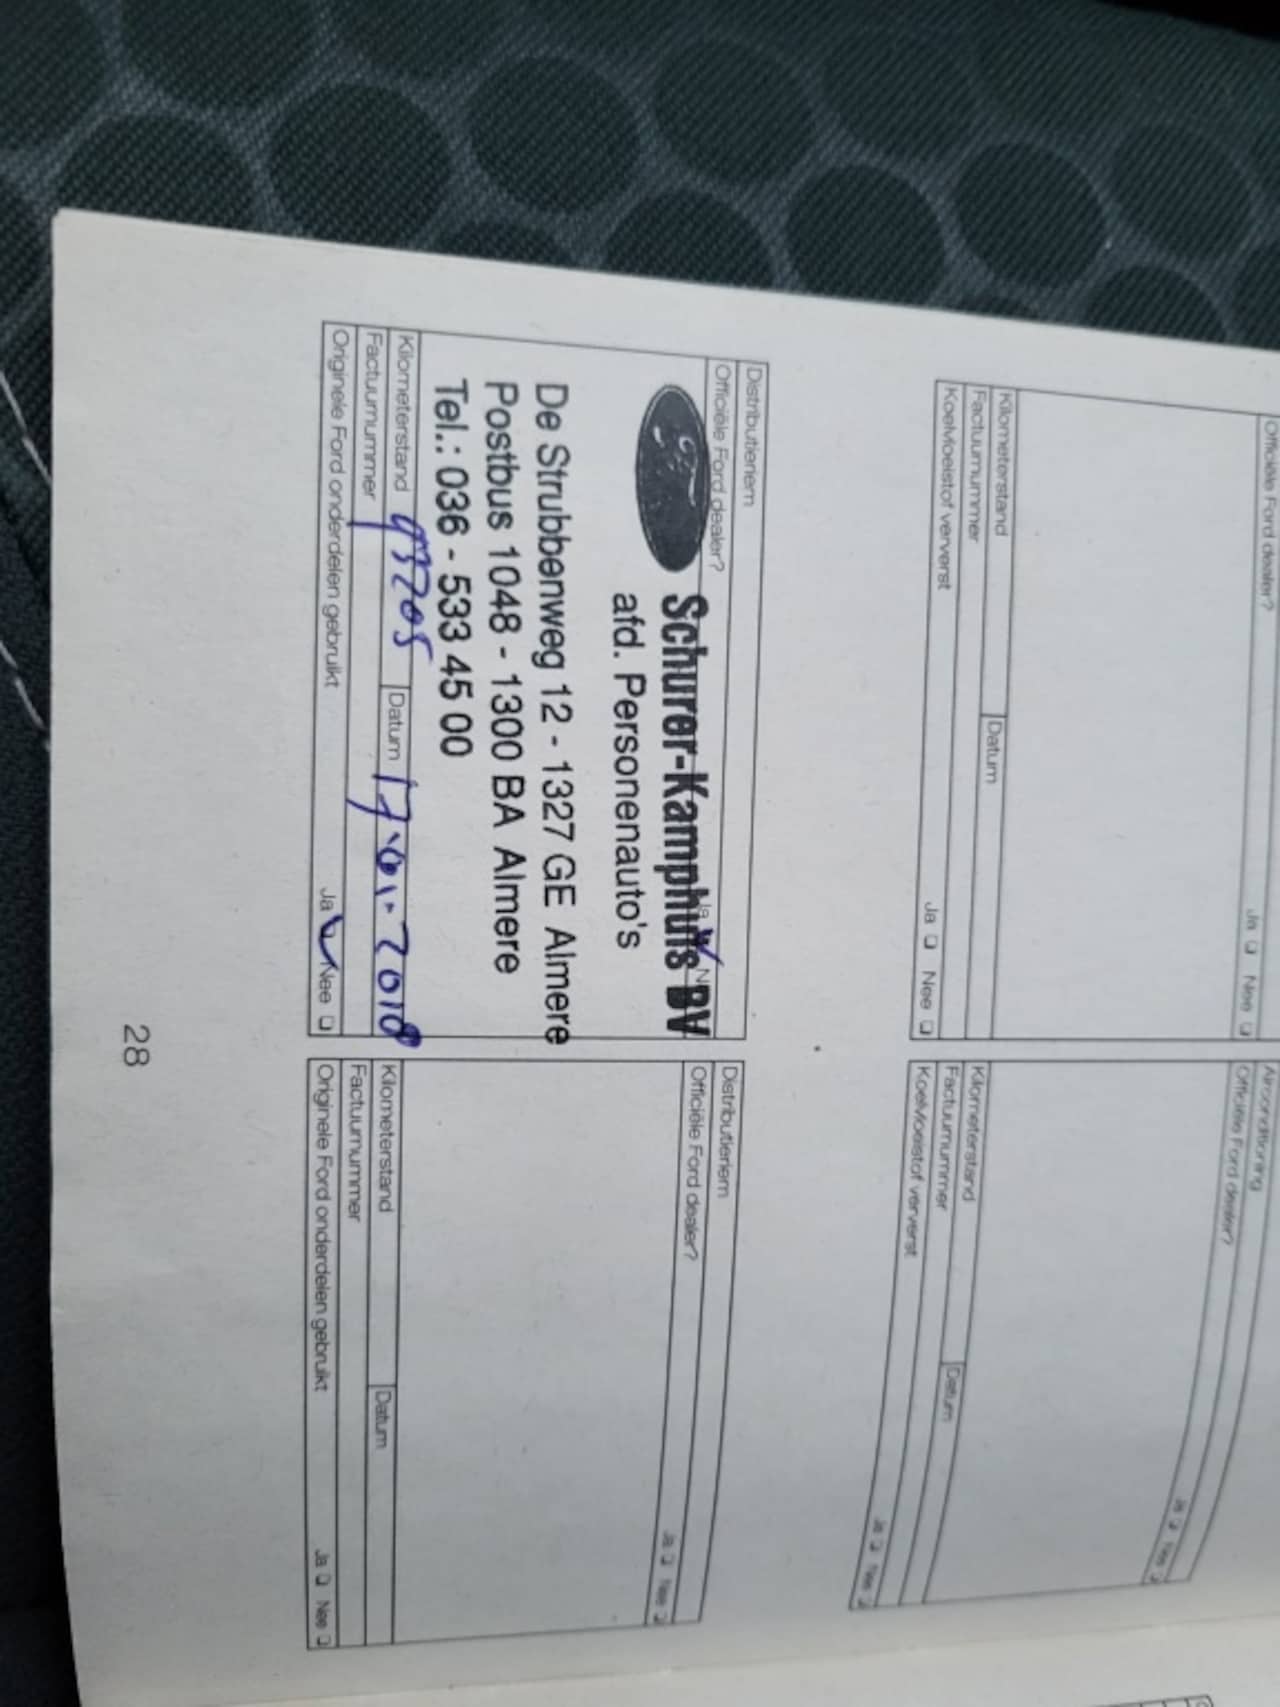 Officiële Ford dealer?
Ja Nee
Kilometerstand
Datum
Factuurnummer
Koelvloeistof ververst
Ja Nee
Airconditioning
Officiële Ford dealer?
Ja Nee
Kilometerstand
Datum
Factuurnummer
Koelvloeistof ververst
Ja Nee
Distributieriem
Officiële Ford dealer?
Ja N
Ford
Schurer-Kamphuis BV
afd. Personenauto's
De Strubbenweg 12 - 1327 GE Almere
Postbus 1048 - 1300 BA Almere
Tel.: 036 - 533 45 00
Kilometerstand
Datum 17-01-2018
Factuurnummer
Originele Ford onderdelen gebruikt
Ja Nee
Distributieriem
Officiële Ford dealer?
Ja Nee
Kilometerstand
Datum
Factuurnummer
Originele Ford onderdelen gebruikt
Ja Nee
28